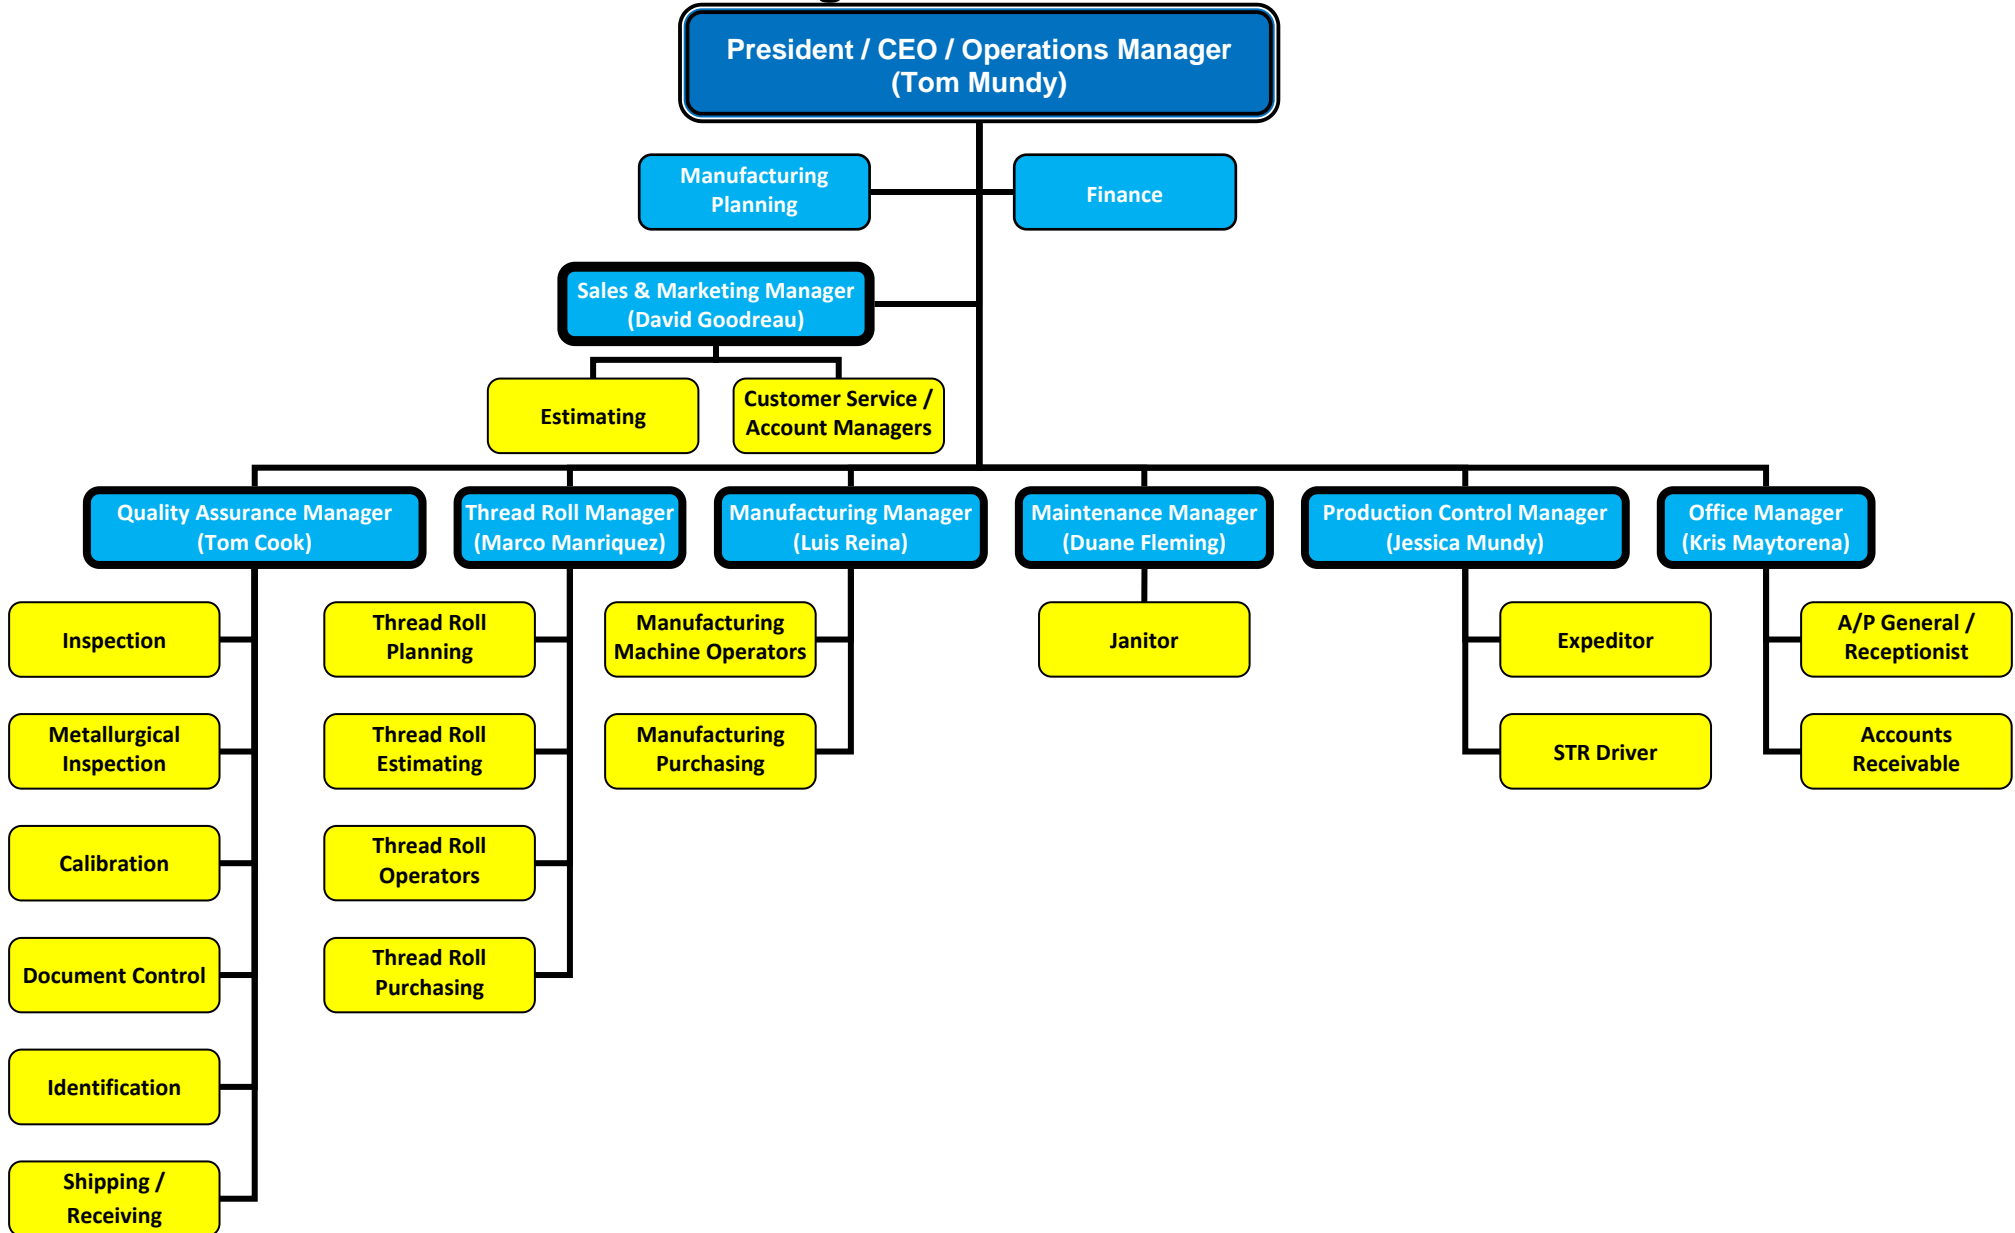 President / CEO / Operations Manager
(Tom Mundy)
Manufacturing
Planning
Finance
Sales & Marketing Manager
(David Goodreau)
Estimating
Customer Service /
Account Managers
Quality Assurance Manager
(Tom Cook)
Thread Roll Manager
(Marco Manriquez)
Manufacturing Manager
(Luis Reina)
Maintenance Manager
(Duane Fleming)
Production Control Manager
(Jessica Mundy)
Office Manager
(Kris Maytorena)
Inspection
Metallurgical
Inspection
Calibration
Document Control
Identification
Shipping /
Receiving
Thread Roll
Planning
Thread Roll
Estimating
Thread Roll
Operators
Thread Roll
Purchasing
Manufacturing
Machine Operators
Manufacturing
Purchasing
Janitor
Expeditor
STR Driver
A/P General /
Receptionist
Accounts
Receivable